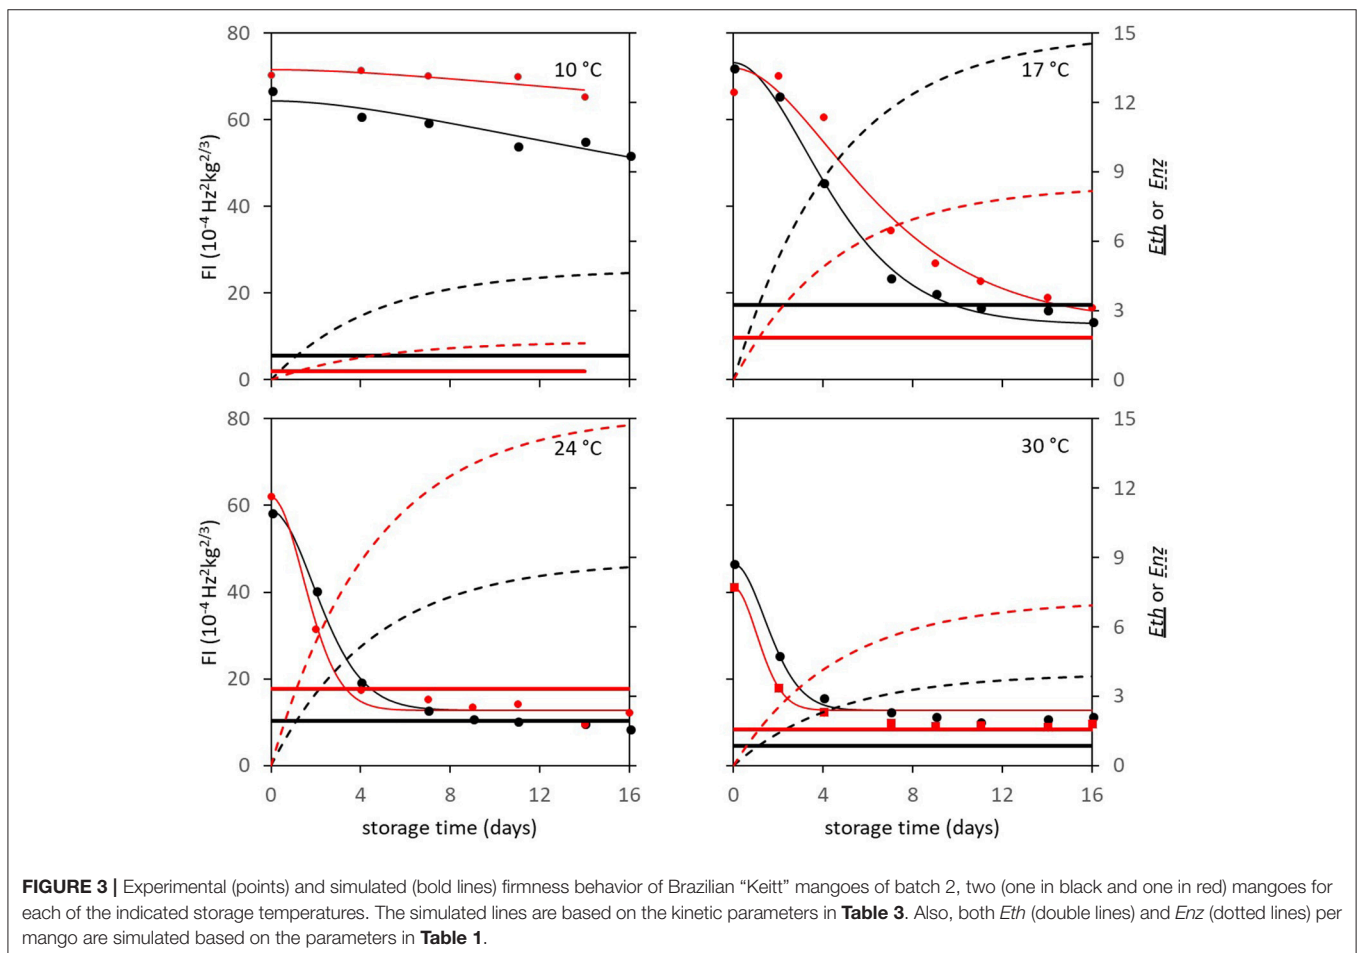 80
60
40
20
0
FI (10⁻⁴ Hz²kg²/³)
10 °C
17 °C
15
12
9
6
3
0
Eth or Enz
80
60
40
20
0
FI (10⁻⁴ Hz²kg²/³)
24 °C
30 °C
15
12
9
6
3
0
Eth or Enz
0 4 8 12 16
0 4 8 12 16
storage time (days)
storage time (days)
FIGURE 3 | Experimental (points) and simulated (bold lines) firmness behavior of Brazilian “Keitt” mangoes of batch 2, two (one in black and one in red) mangoes for
each of the indicated storage temperatures. The simulated lines are based on the kinetic parameters in Table 3. Also, both Eth (double lines) and Enz (dotted lines) per
mango are simulated based on the parameters in Table 1.